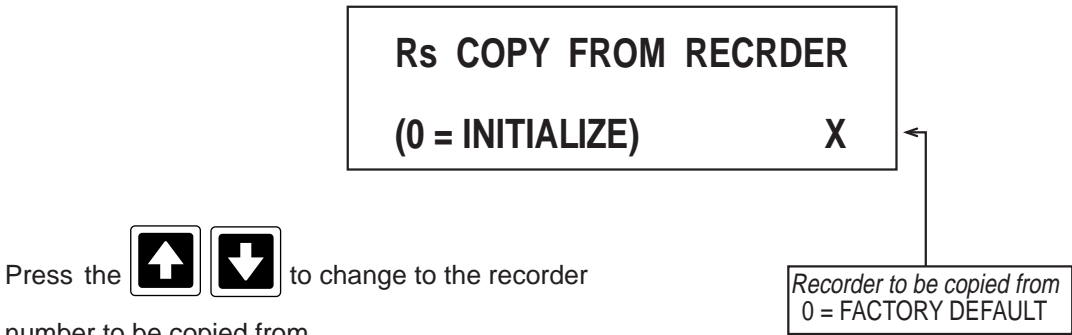 Rs COPY FROM RECRDER
(0 = INITIALIZE) X
Press the to change to the recorder
Recorder to be copied from
0 = FACTORY DEFAULT
number to be copied from